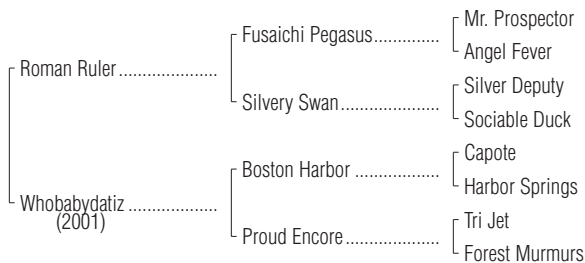 Mr. Prospector
Fusaichi Pegasus
Angel Fever
Roman Ruler
Silver Deputy
Silvery Swan
Sociable Duck
Capote
Boston Harbor
Harbor Springs
Whobabydatiz
(2001)
Tri Jet
Proud Encore
Forest Murmurs